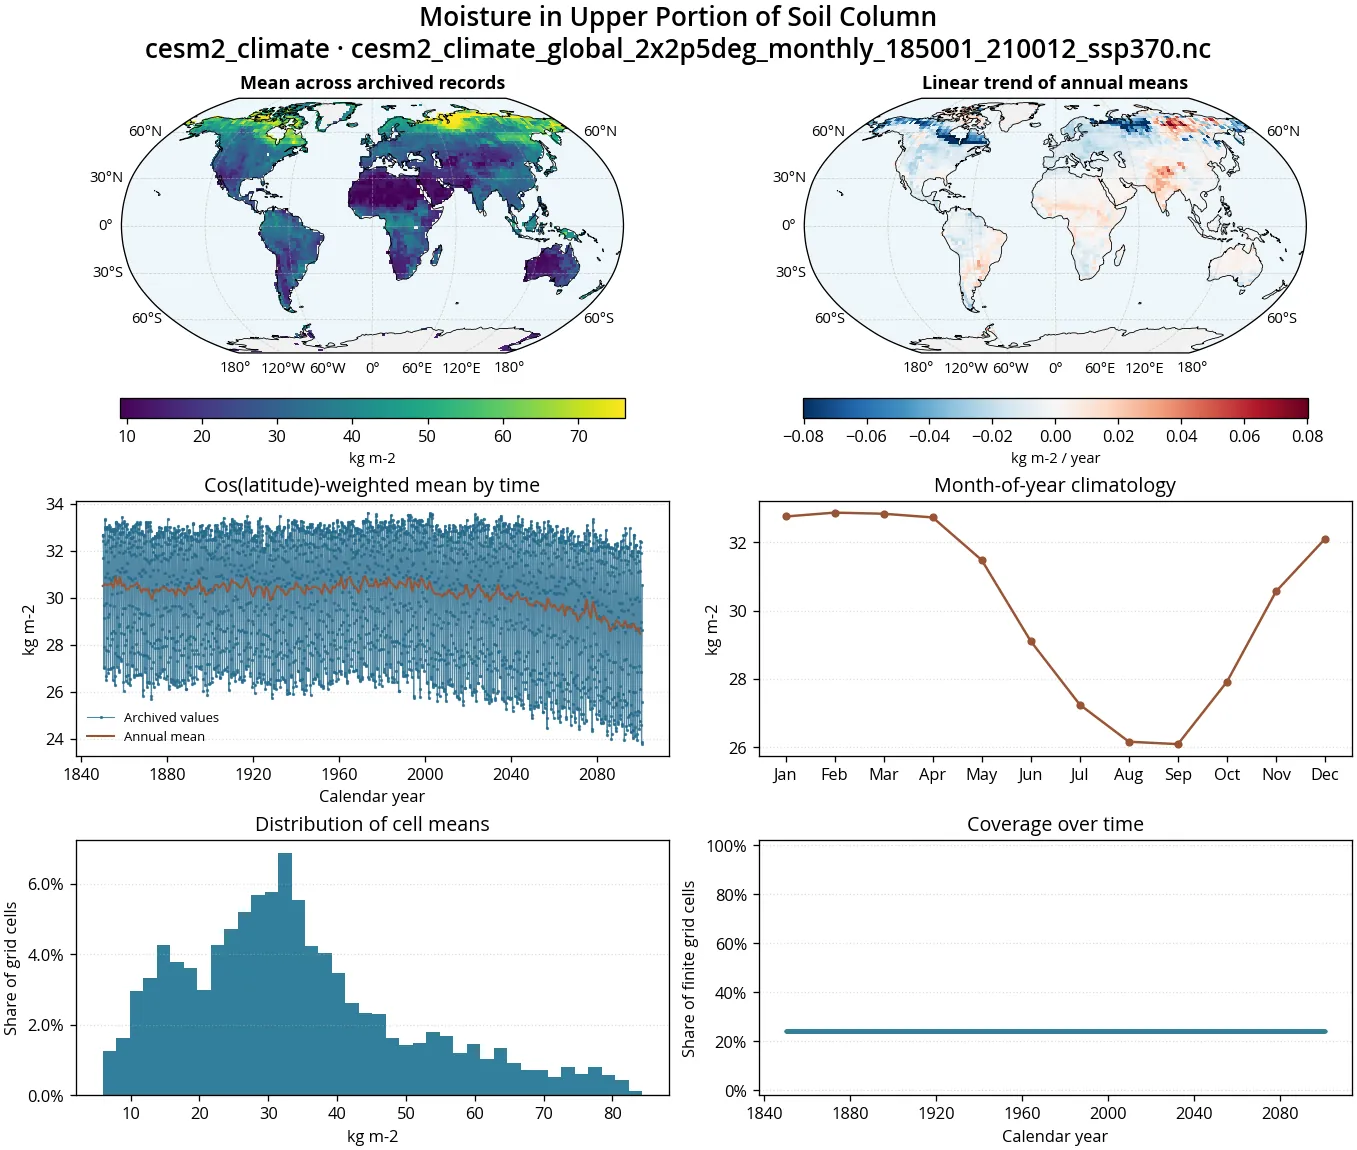 Moisture in Upper Portion of Soil Column
cesm2_climate · cesm2_climate_global_2x2p5deg_monthly_185001_210012_ssp370.nc
Mean across archived records
60°N 60°N
30°N
0°
30°S
60°S 60°S
180° 120°W 60°W 0° 60°E 120°E 180°
10 20 30 40 50 60 70
kg m-2
Linear trend of annual means
60°N 60°N
30°N
0°
30°S
60°S 60°S
180° 120°W 60°W 0° 60°E 120°E 180°
−0.08 −0.06 −0.04 −0.02 0.00 0.02 0.04 0.06 0.08
kg m-2 / year
Cos(latitude)-weighted mean by time
34
32
30
28
26
24
kg m-2
Archived values
Annual mean
1840 1880 1920 1960 2000 2040 2080
Calendar year
Month-of-year climatology
32
30
28
26
kg m-2
Jan Feb Mar Apr May Jun Jul Aug Sep Oct Nov Dec
Distribution of cell means
6.0%
4.0%
2.0%
0.0%
Share of grid cells
10 20 30 40 50 60 70 80
kg m-2
Coverage over time
100%
80%
60%
40%
20%
0%
Share of finite grid cells
1840 1880 1920 1960 2000 2040 2080
Calendar year